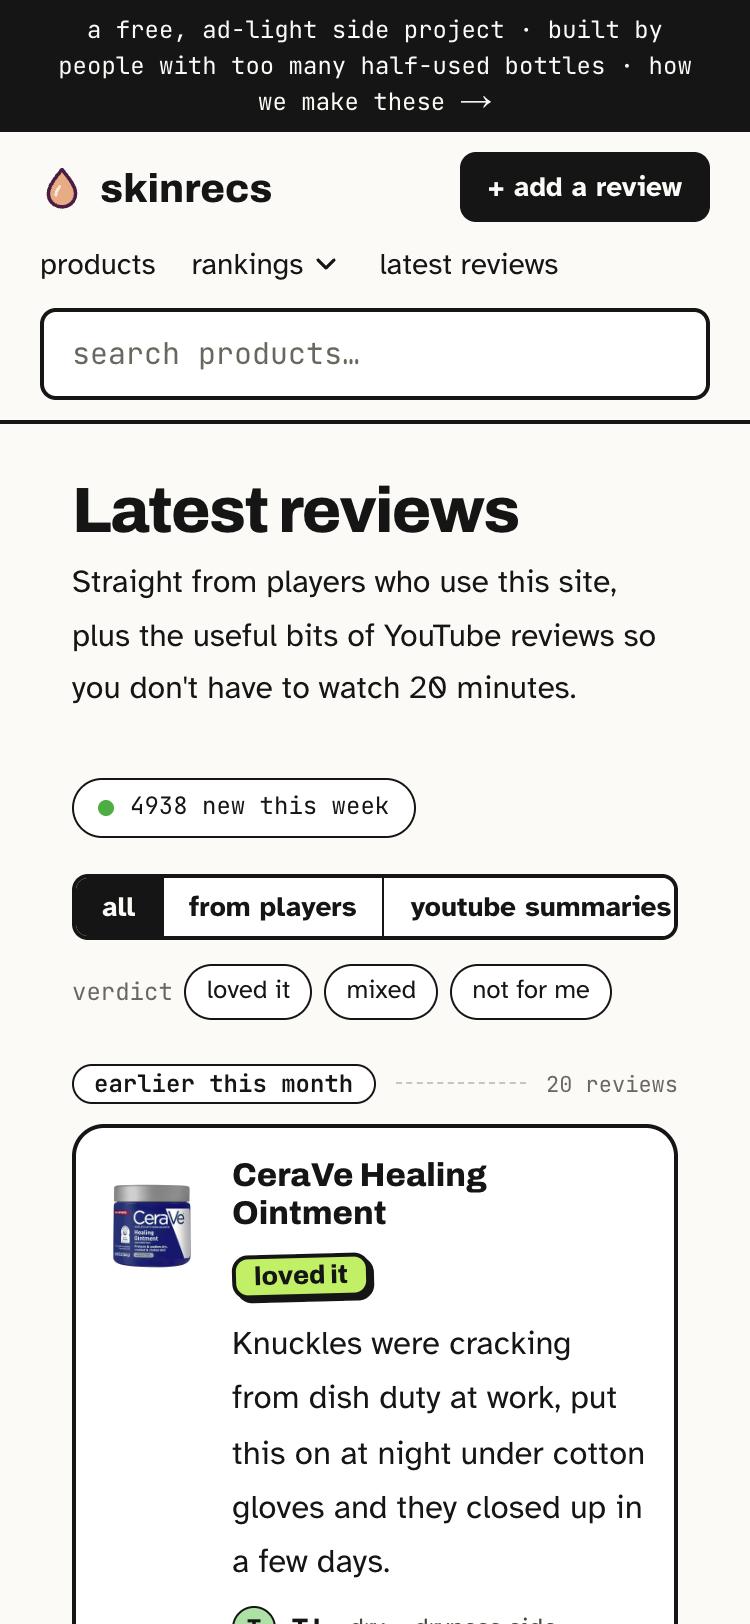 a free, ad-light side project · built by
people with too many half-used bottles · how
we make these →
skinrecs
+ add a review
products rankings latest reviews
search products…
Latest reviews
Straight from players who use this site,
plus the useful bits of YouTube reviews so
you don't have to watch 20 minutes.
4938 new this week
all from players youtube summaries
verdict loved it mixed not for me
earlier this month 20 reviews
CeraVe Healing
Ointment
CeraVe
Healing
Ointment
loved it
Knuckles were cracking
from dish duty at work, put
this on at night under cotton
gloves and they closed up in
a few days.